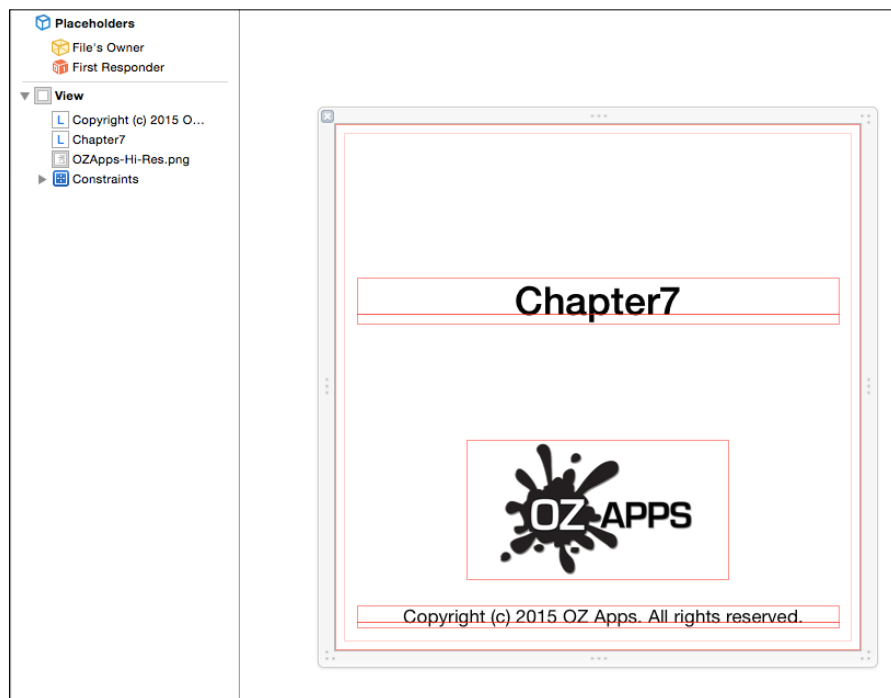 Placeholders
File's Owner
First Responder
View
L Copyright (c) 2015 O...
L Chapter7
OZApps-Hi-Res.png
Constraints
Chapter7
OZ APPS
Copyright (c) 2015 OZ Apps. All rights reserved.